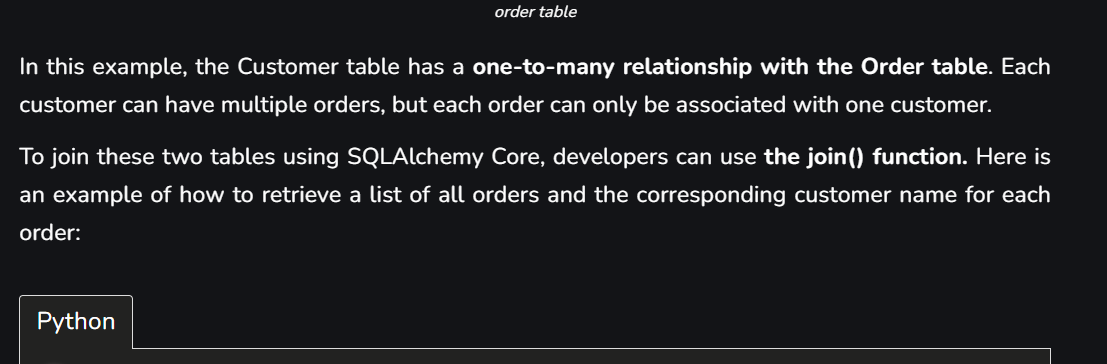 order table
In this example, the Customer table has a one-to-many relationship with the Order table. Each
customer can have multiple orders, but each order can only be associated with one customer.
To join these two tables using SQLAlchemy Core, developers can use the join() function. Here is
an example of how to retrieve a list of all orders and the corresponding customer name for each
order:
Python